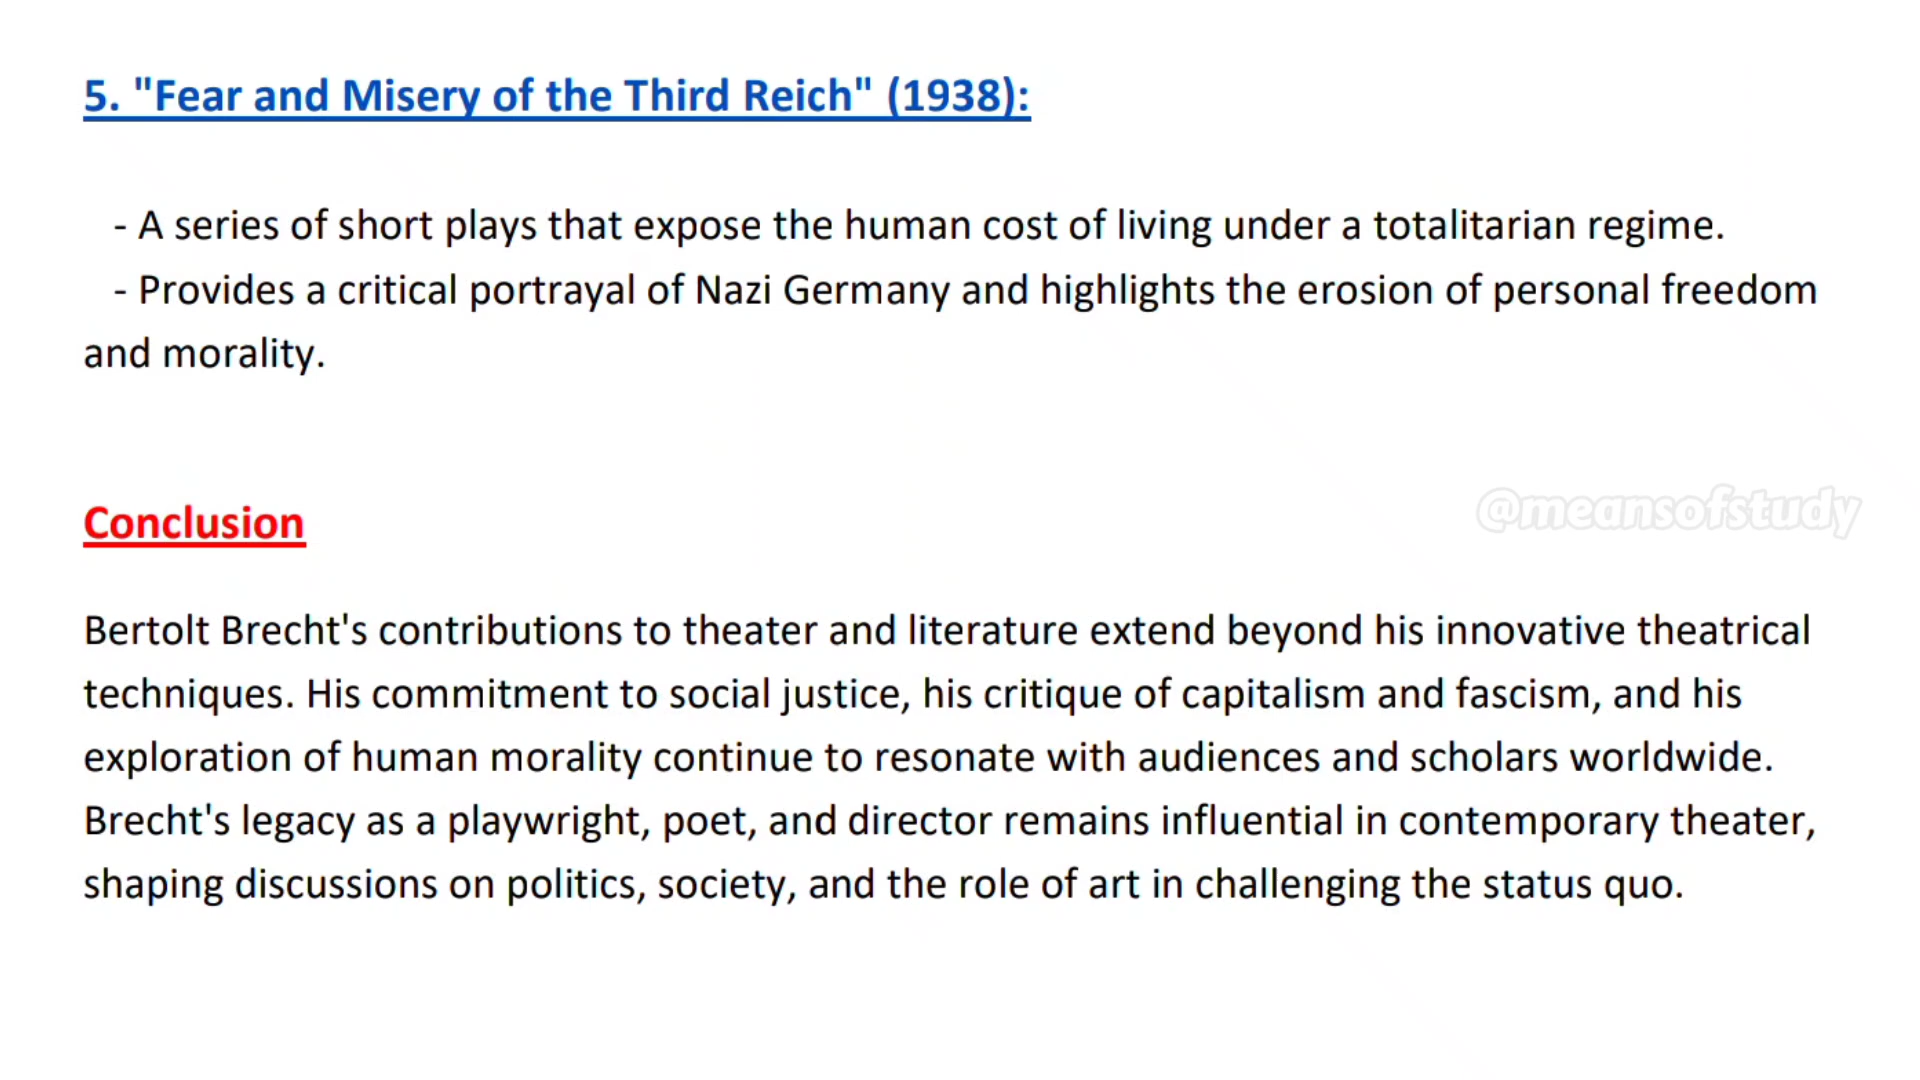 5. "Fear and Misery of the Third Reich" (1938):
- A series of short plays that expose the human cost of living under a totalitarian regime.
- Provides a critical portrayal of Nazi Germany and highlights the erosion of personal freedom
and morality.
@meansofstudy
Conclusion
Bertolt Brecht's contributions to theater and literature extend beyond his innovative theatrical
techniques. His commitment to social justice, his critique of capitalism and fascism, and his
exploration of human morality continue to resonate with audiences and scholars worldwide.
Brecht's legacy as a playwright, poet, and director remains influential in contemporary theater,
shaping discussions on politics, society, and the role of art in challenging the status quo.